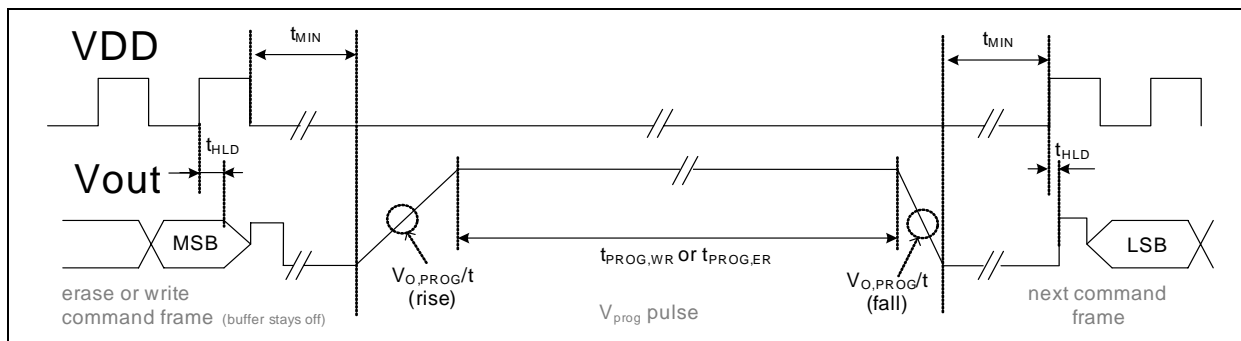 VDD
tMIN
tMIN
tHLD
tHLD
Vout
MSB
LSB
VO,PROG/t
(rise)
tPROG,WR or tPROG,ER
VO,PROG/t
(fall)
erase or write
command frame (buffer stays off)
Vprog pulse
next command
frame